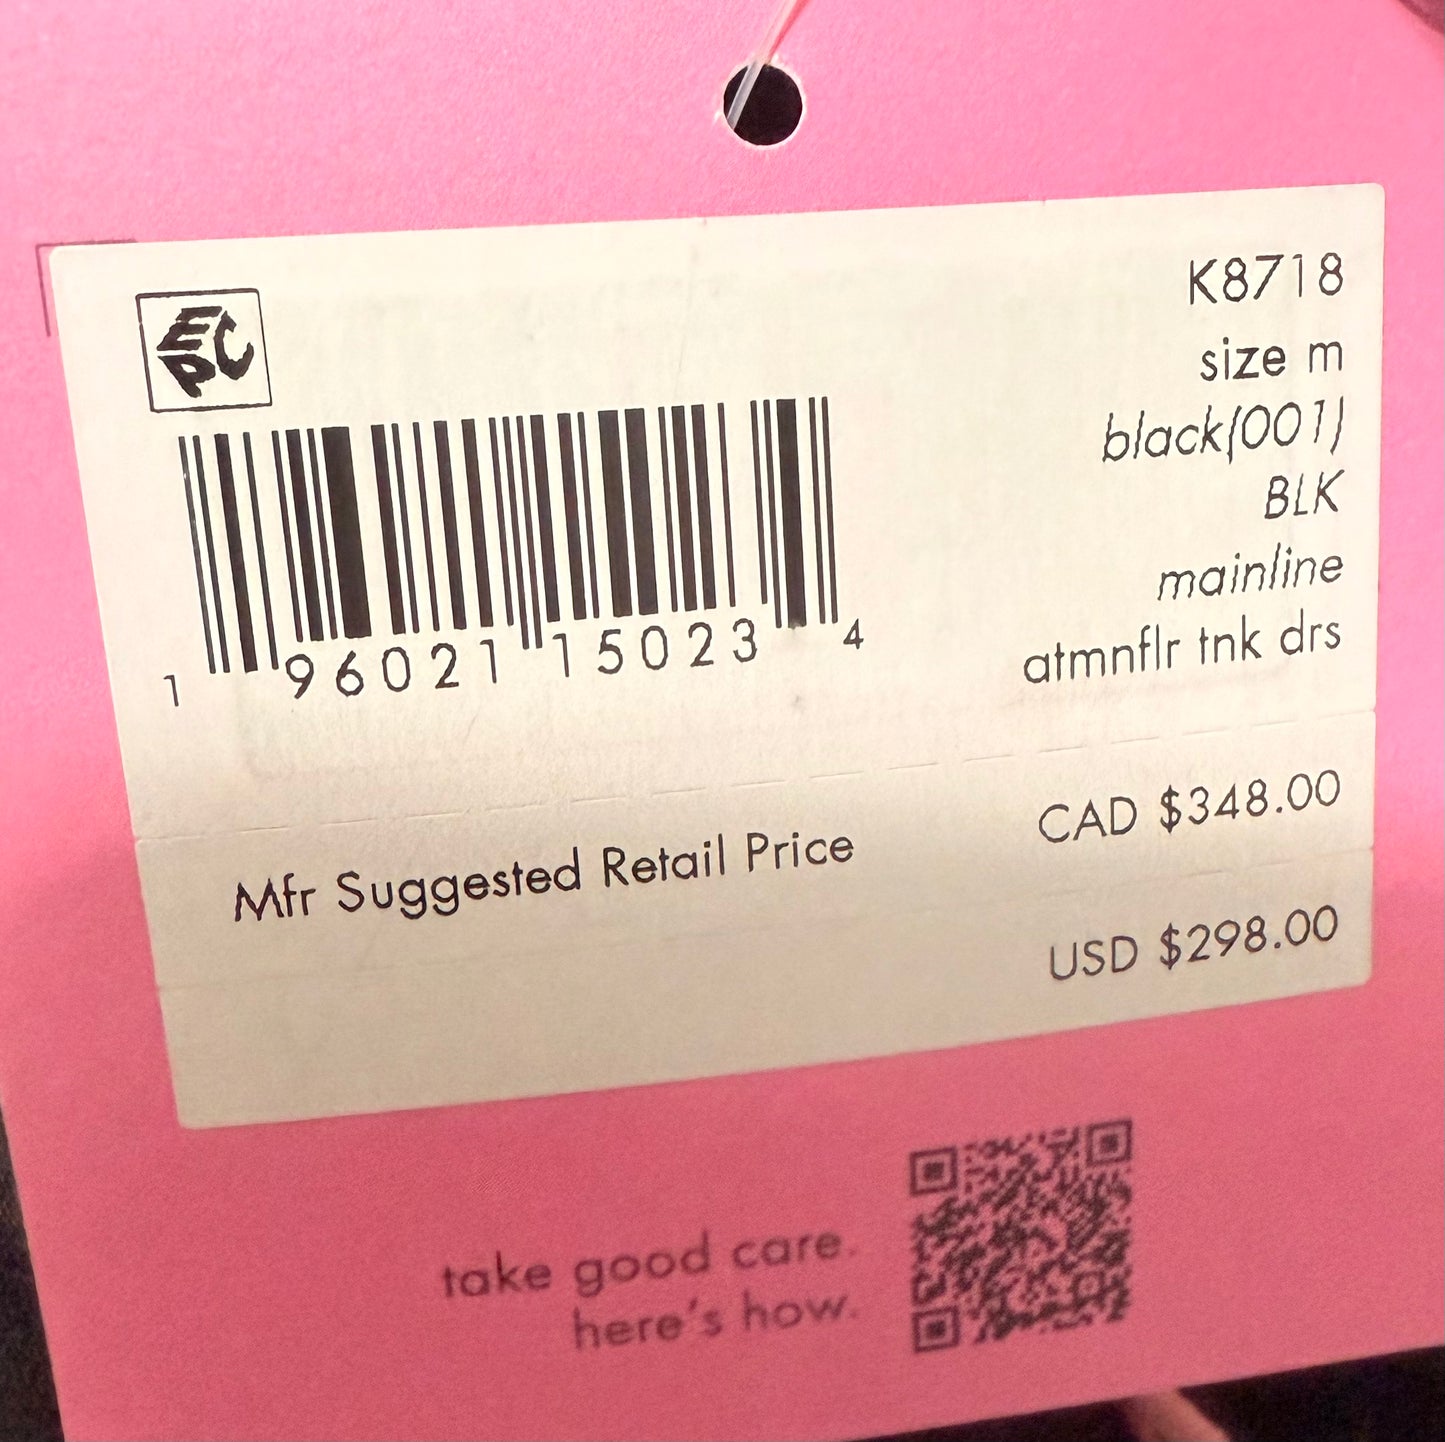 K8718
size m
black(001)
BLK
mainline
atmnflr tnk drs
EPC
1 96021 15023 4
Mfr Suggested Retail Price
CAD $348.00
USD $298.00
take good care.
here's how.